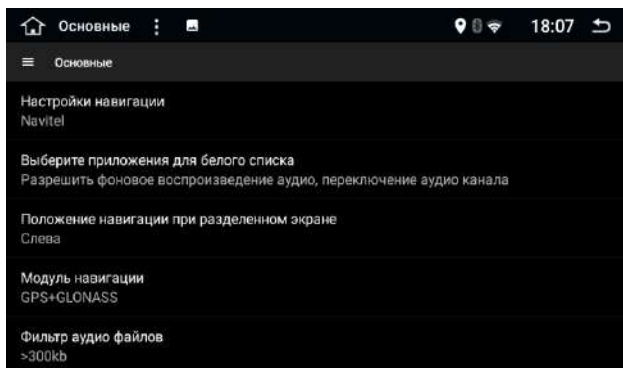 Основные 18:07
Основные
Настройки навигации
Navitel
Выберите приложения для белого списка
Разрешить фоновое воспроизведение аудио, переключение аудио канала
Положение навигации при разделенном экране
Слева
Модуль навигации
GPS+GLONASS
Фильтр аудио файлов
>300kb